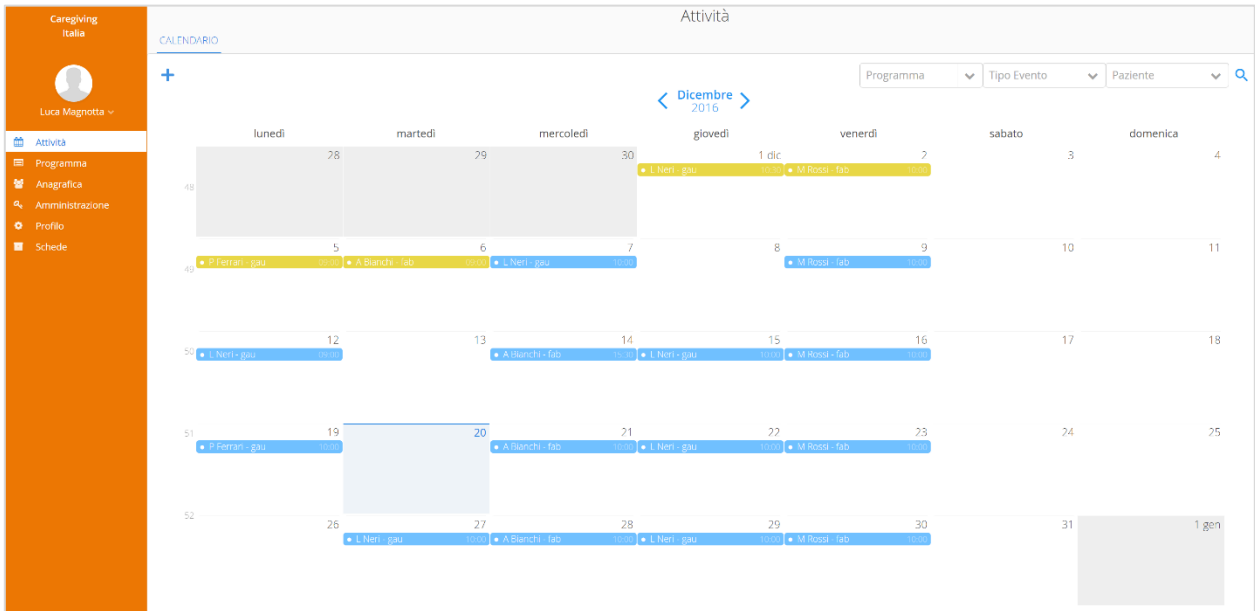 Caregiving
Italia
Luca Magnotta
Attività
Programma
Anagrafica
Amministrazione
Profilo
Schede
Attività
CALENDARIO
+
Programma Tipo Evento Paziente
Dicembre
2016
lunedì martedì mercoledì giovedì venerdì sabato domenica
28 29 30 1 dic 2 3 4
48
• L Neri - gau 10:30 • M Rossi - fab 10:00
5 6 7 8 9 10 11
49
• P Ferrari - gau 09:00 • A Bianchi - fab 09:00 • L Neri - gau 10:00 • M Rossi - fab 10:00
12 13 14 15 16 17 18
50
• L Neri - gau 09:00 • A Bianchi - fab 15:30 • L Neri - gau 10:00 • M Rossi - fab 10:00
51
19 20 21 22 23 24 25
• P Ferrari - gau 10:00 • A Bianchi - fab 10:00 • L Neri - gau 10:00 • M Rossi - fab 10:00
52
26 27 28 29 30 31 1 gen
• L Neri - gau 10:00 • A Bianchi - fab 10:00 • L Neri - gau 10:00 • M Rossi - fab 10:00